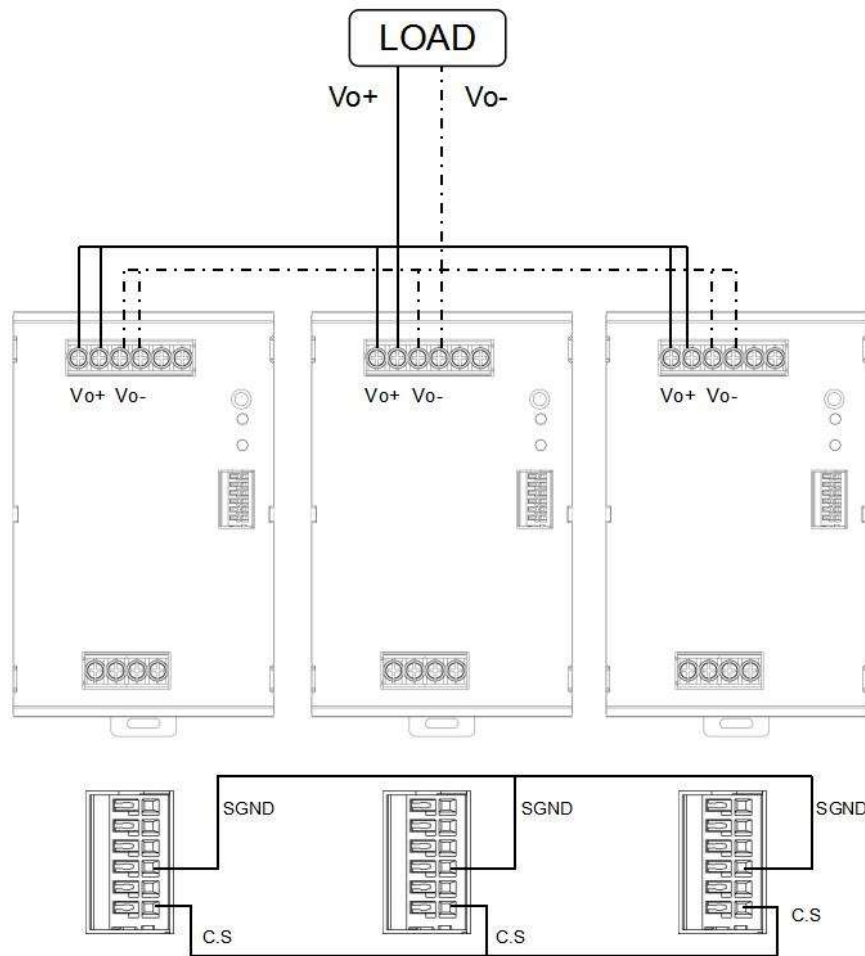 LOAD
Vo+ Vo-
Vo+ Vo- Vo+ Vo- Vo+ Vo-
SGND SGND SGND
C.S C.S C.S